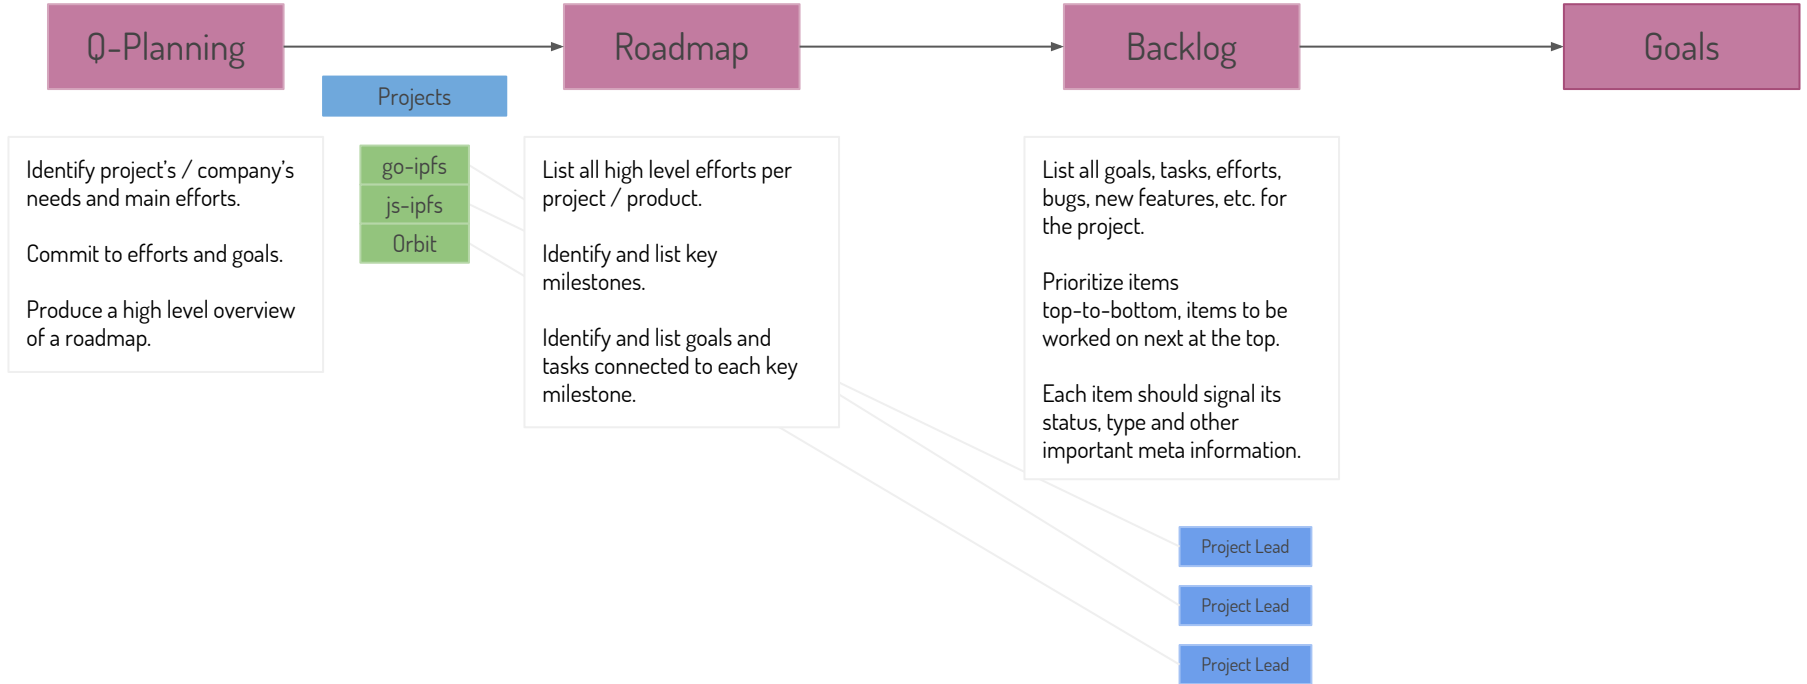 Q-Planning
Roadmap
Backlog
Goals
Projects
Identify project's / company's
needs and main efforts.
Commit to efforts and goals.
Produce a high level overview
of a roadmap.
go-ipfs
js-ipfs
Orbit
List all high level efforts per
project / product.
Identify and list key
milestones.
Identify and list goals and
tasks connected to each key
milestone.
List all goals, tasks, efforts,
bugs, new features, etc. for
the project.
Prioritize items
top-to-bottom, items to be
worked on next at the top.
Each item should signal its
status, type and other
important meta information.
Project Lead
Project Lead
Project Lead